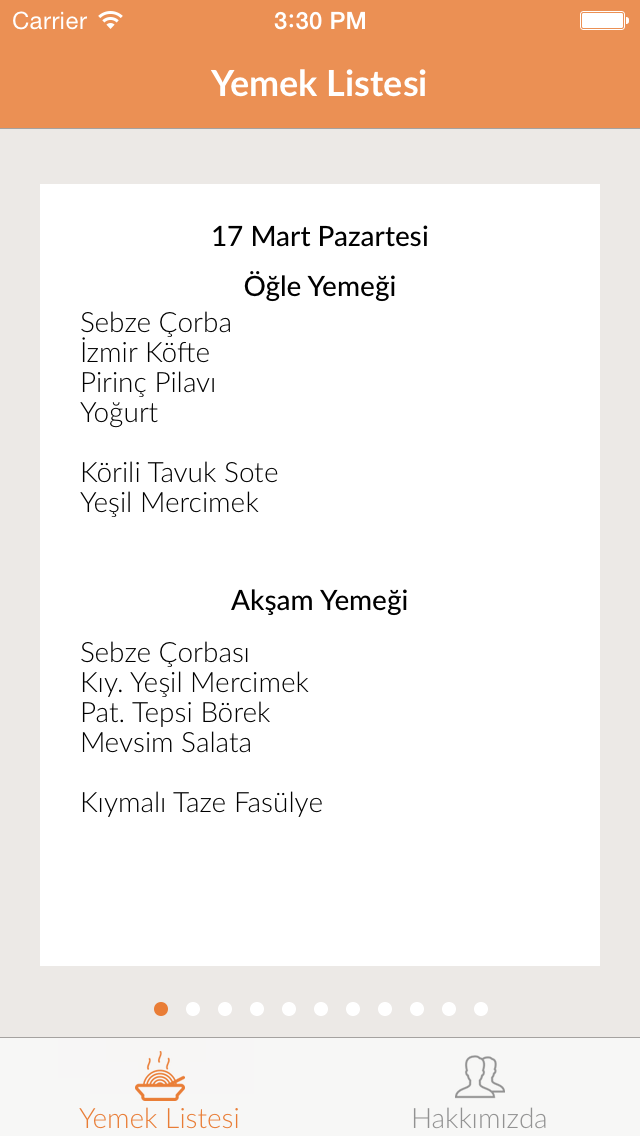 Carrier 3:30 PM
Yemek Listesi
17 Mart Pazartesi
Öğle Yemeği
Sebze Çorba
İzmir Köfte
Pirinç Pilavı
Yoğurt
Körili Tavuk Sote
Yeşil Mercimek
Akşam Yemeği
Sebze Çorbası
Kıy. Yeşil Mercimek
Pat. Tepsi Börek
Mevsim Salata
Kıymalı Taze Fasülye
Yemek Listesi
Hakkımızda